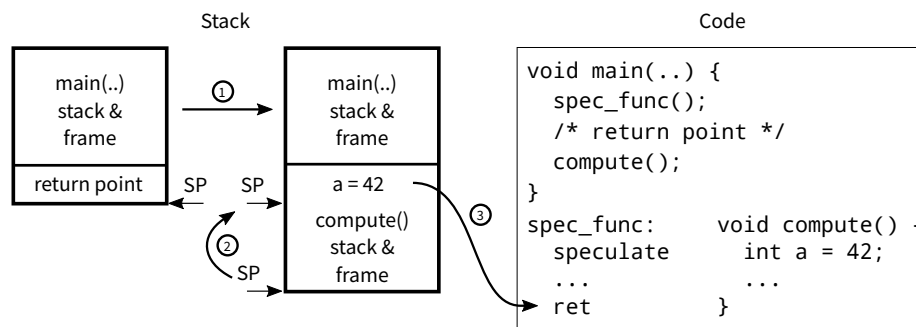 Stack
Code
main(..)
stack &
frame
return point
SP
①
②
SP
SP
main(..)
stack &
frame
a = 42
compute()
stack &
frame
③
void main(..) {
spec_func();
/* return point */
compute();
}
spec_func: void compute() {
speculate int a = 42;
... ...
ret }